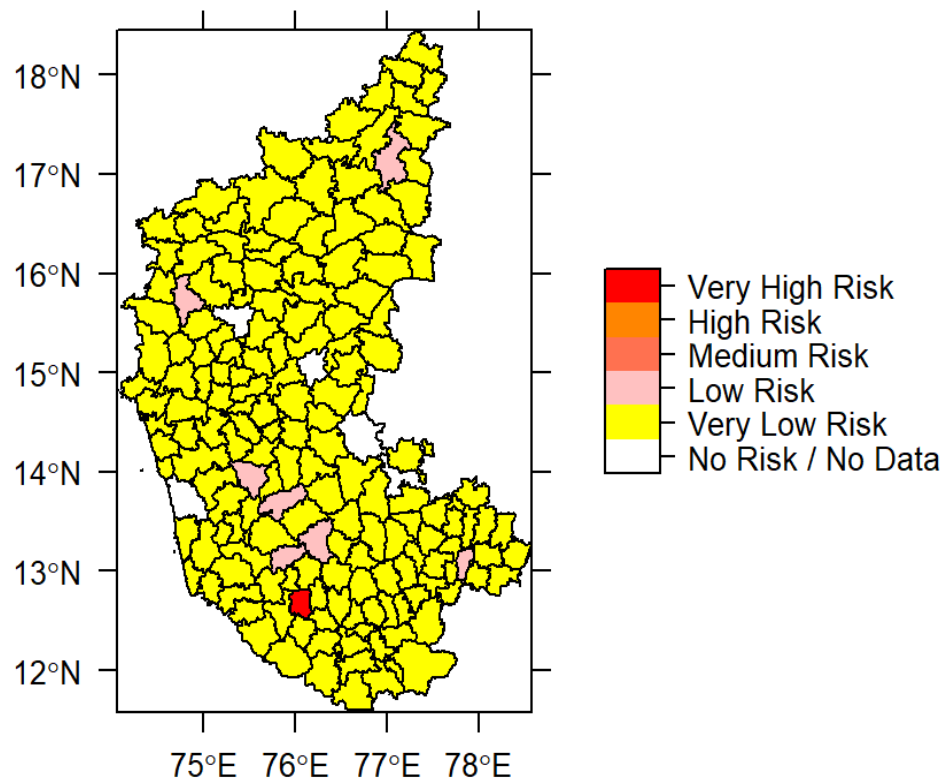 18°N
17°N
16°N
15°N
14°N
13°N
12°N
75°E 76°E 77°E 78°E
Very High Risk
High Risk
Medium Risk
Low Risk
Very Low Risk
No Risk / No Data